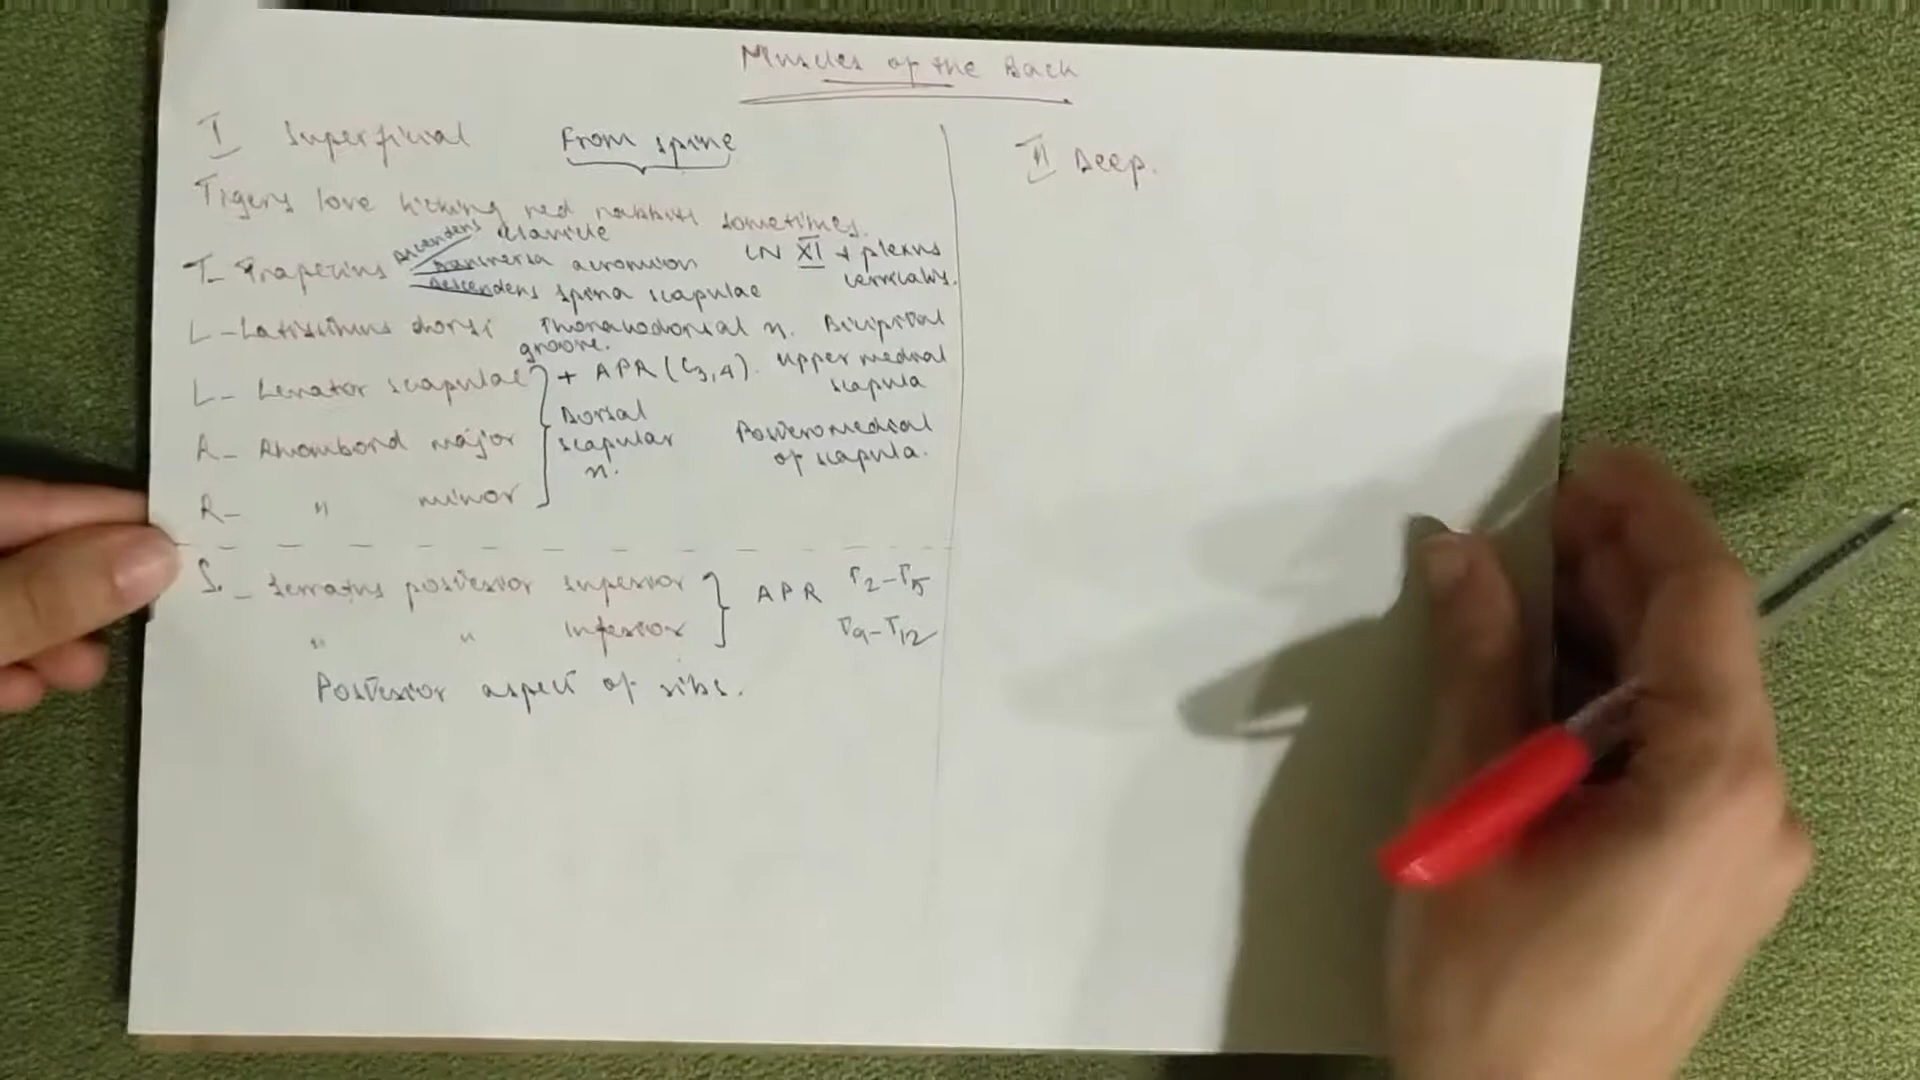 Muscles of the Back
I Superficial From spine
Tigers love kicking red rabbits sometimes.
T- Trapezius Ascendens clavicle
transversa acromion CN XI + plexus
Descendens spina scapulae cervicalis.
L- Latissimus dorsi Thoracodorsal n. Bicipital
groove.
L- Levator scapulae + APR (C3,4). upper medial
scapula
Dorsal
R- Rhomboid major scapular Posteromedial
n. of scapula.
R- " minor
S- Serratus posterior superior APR T2-T5
" " inferior T9-T12
Posterior aspect of ribs.
II Deep.